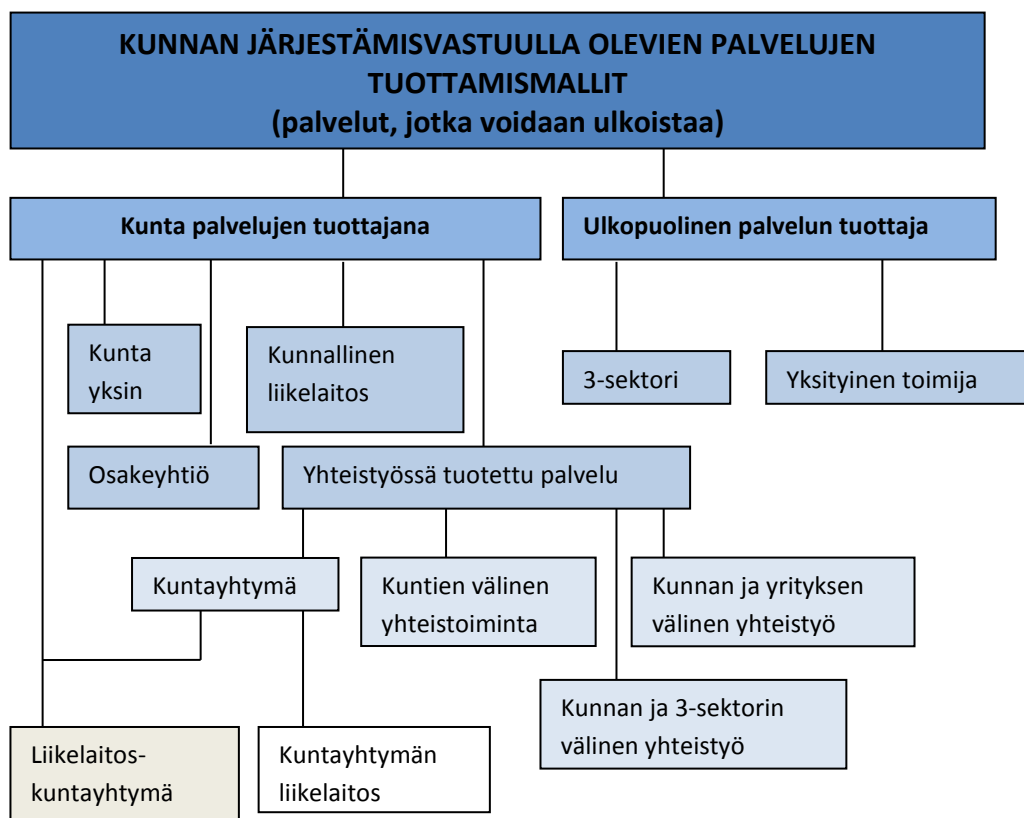 KUNNAN JÄRJESTÄMISVASTUULLA OLEVIEN PALVELUJEN
TUOTTAMISMALLIT
(palvelut, jotka voidaan ulkoistaa)
Kunta palvelujen tuottajana
Ulkopuolinen palvelun tuottaja
Kunta
yksin
Kunnallinen
liikelaitos
3-sektori
Yksityinen toimija
Osakeyhtiö
Yhteistyössä tuotettu palvelu
Kuntayhtymä
Kuntien välinen
yhteistoiminta
Kunnan ja yrityksen
välinen yhteistyö
Kunnan ja 3-sektorin
välinen yhteistyö
Liikelaitos-
kuntayhtymä
Kuntayhtymän
liikelaitos